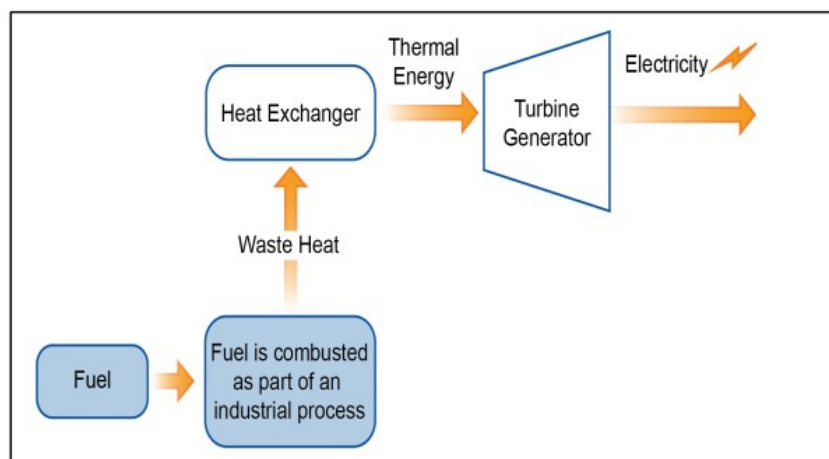 Thermal
Energy
Electricity
Heat Exchanger
Turbine
Generator
Waste Heat
Fuel
Fuel is combusted
as part of an
industrial process